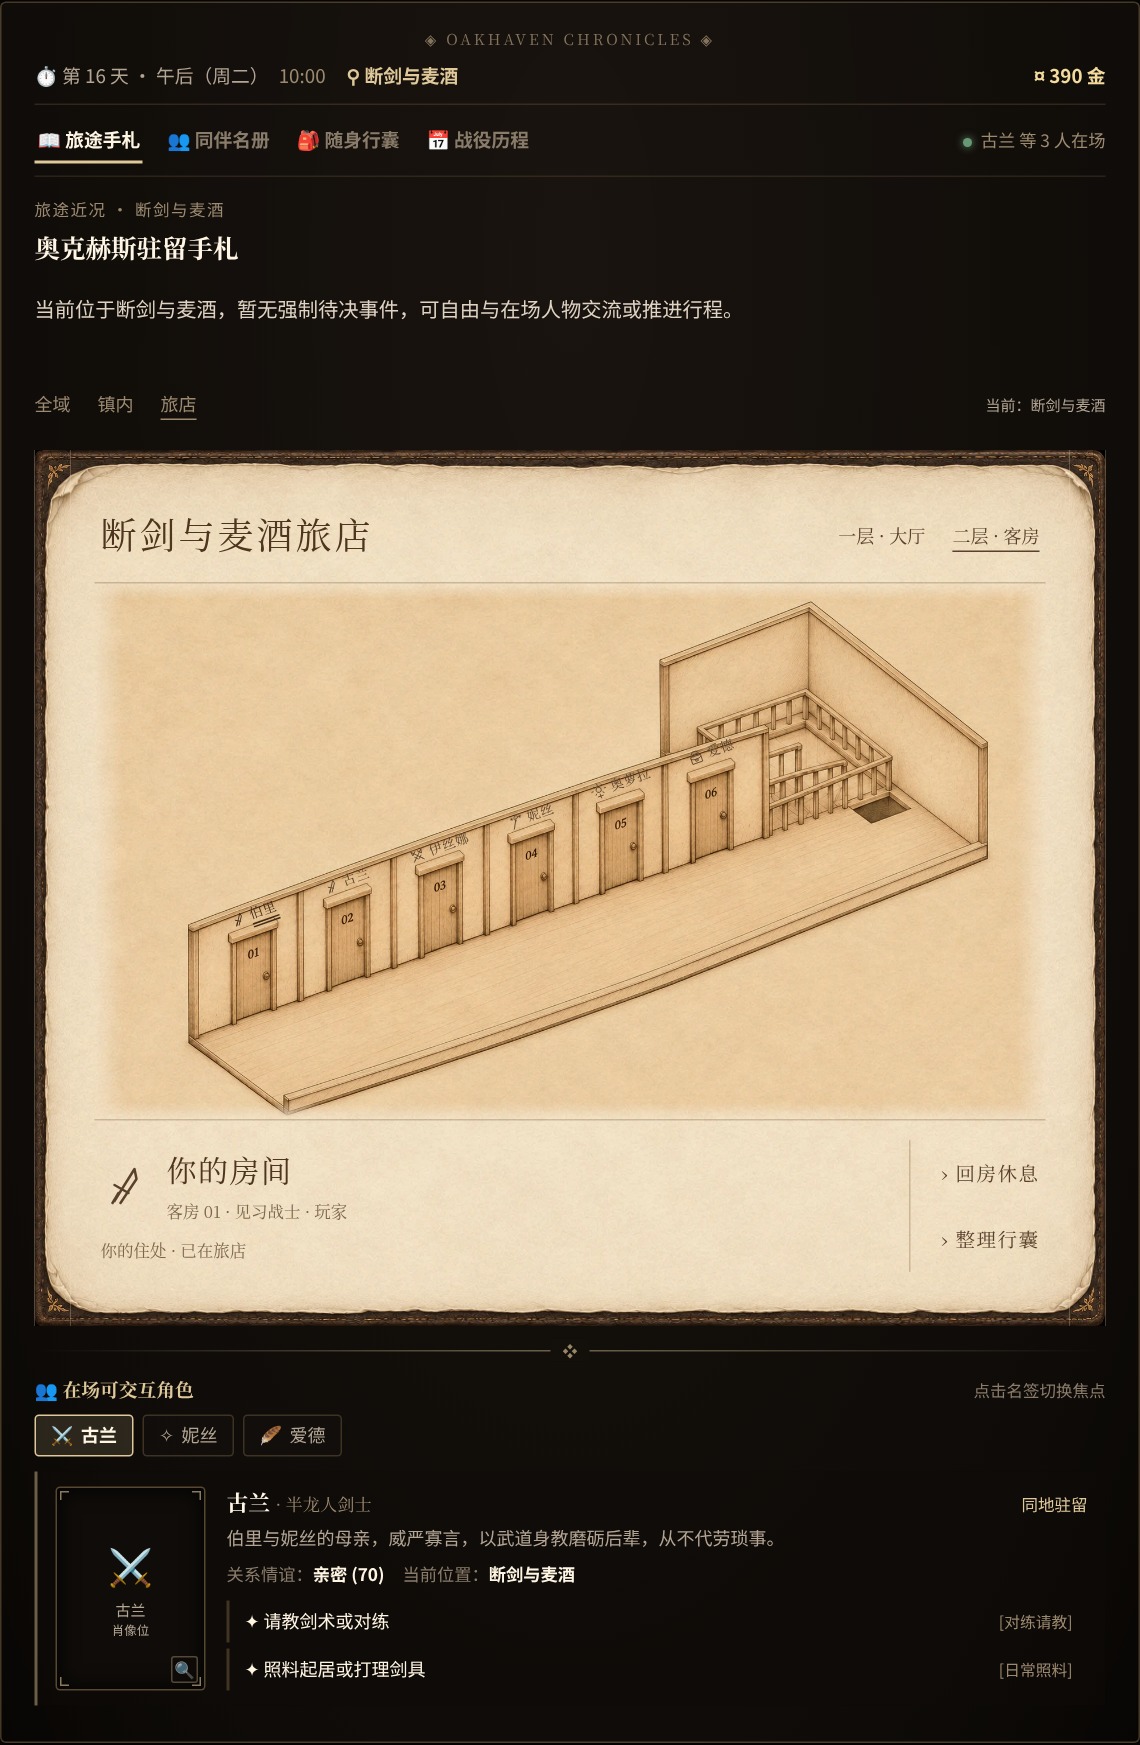 ◈ OAKHAVEN CHRONICLES ◈
第 16 天 · 午后（周二） 10:00 断剑与麦酒 ¤ 390 金
旅途手札 同伴名册 随身行囊 战役历程 古兰 等 3 人在场
旅途近况 · 断剑与麦酒
奥克赫斯驻留手札
当前位于断剑与麦酒，暂无强制待决事件，可自由与在场人物交流或推进行程。
全域 镇内 旅店 当前：断剑与麦酒
断剑与麦酒旅店 一层 · 大厅 二层 · 客房
爱德
06
奥萝拉
05
妮丝
04
伊丝娜
03
古兰
02
伯里
01
你的房间
客房 01 · 见习战士 · 玩家
你的住处 · 已在旅店
› 回房休息
› 整理行囊
在场可交互角色 点击名签切换焦点
古兰 妮丝 爱德
古兰 · 半龙人剑士 同地驻留
伯里与妮丝的母亲，威严寡言，以武道身教磨砺后辈，从不代劳琐事。
关系情谊：亲密 (70) 当前位置：断剑与麦酒
古兰
肖像位
✦ 请教剑术或对练 [对练请教]
✦ 照料起居或打理剑具 [日常照料]